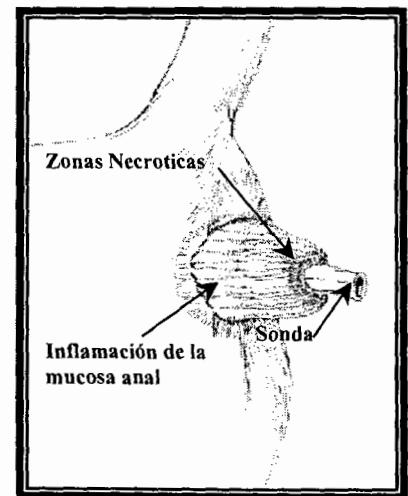 Zonas Necroticas
Sonda
Inflamación de la
mucosa anal